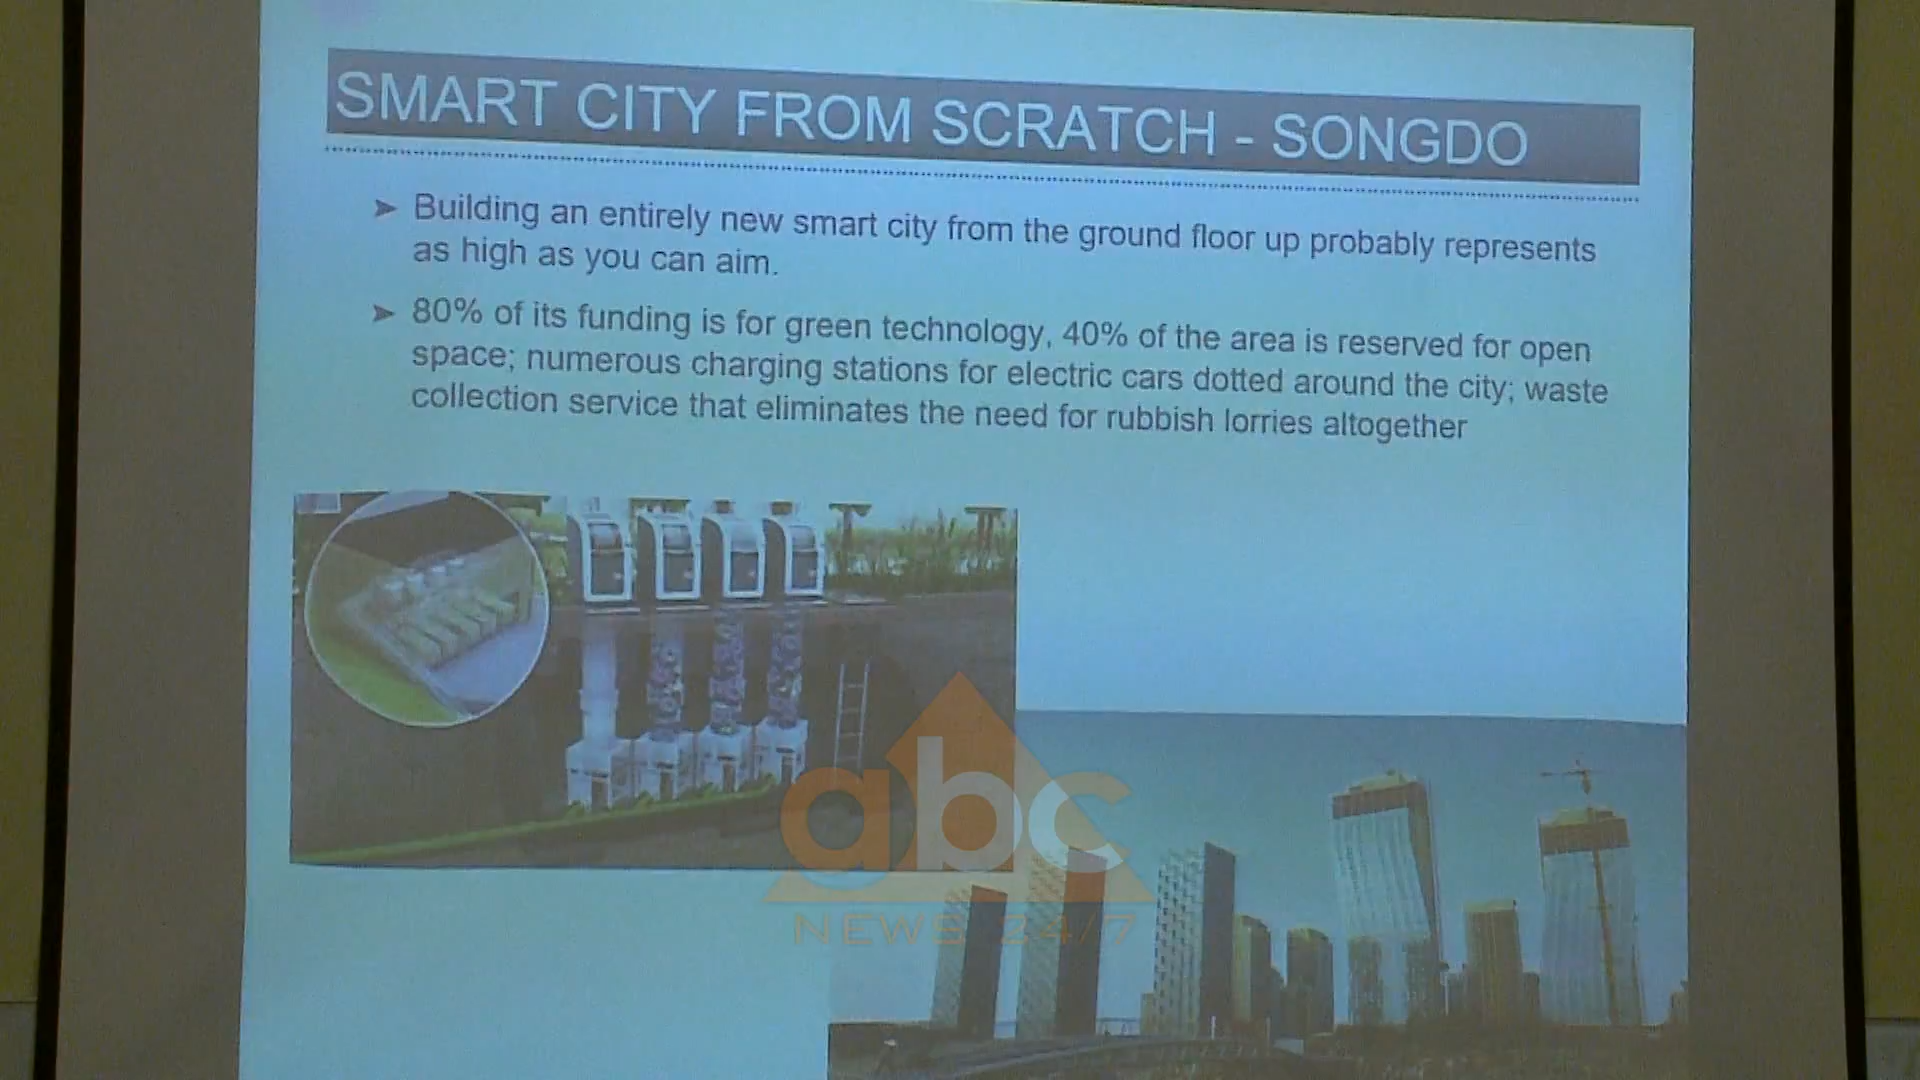 SMART CITY FROM SCRATCH - SONGDO
➤ Building an entirely new smart city from the ground floor up probably represents
as high as you can aim.
➤ 80% of its funding is for green technology, 40% of the area is reserved for open
space; numerous charging stations for electric cars dotted around the city; waste
collection service that eliminates the need for rubbish lorries altogether
abc
NEWS 24/7